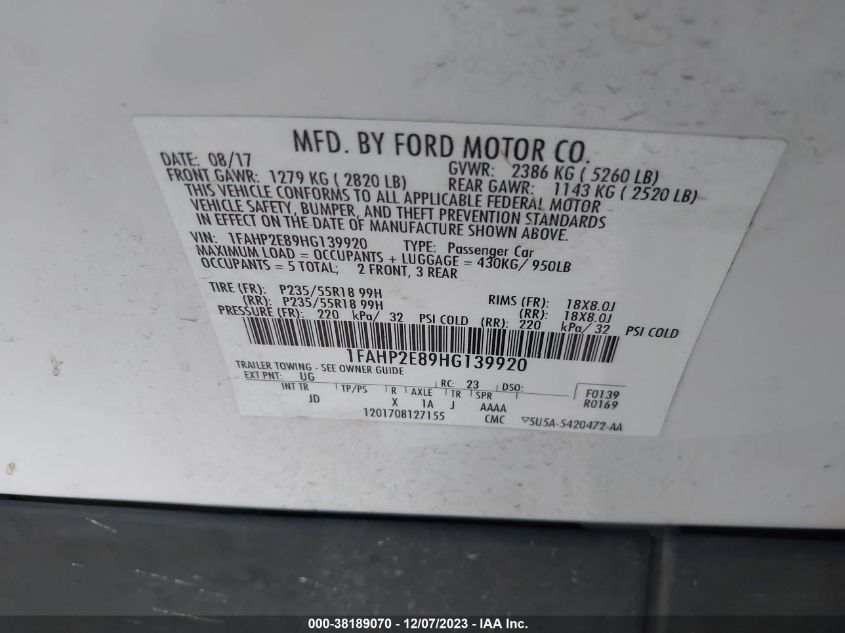 MFD. BY FORD MOTOR CO.
DATE: 08/17 GVWR: 2386 KG ( 5260 LB)
FRONT GAWR: 1279 KG ( 2820 LB) REAR GAWR: 1143 KG ( 2520 LB)
THIS VEHICLE CONFORMS TO ALL APPLICABLE FEDERAL MOTOR
VEHICLE SAFETY, BUMPER, AND THEFT PREVENTION STANDARDS
IN EFFECT ON THE DATE OF MANUFACTURE SHOWN ABOVE.
VIN: 1FAHP2E89HG139920 TYPE: Passenger Car
MAXIMUM LOAD = OCCUPANTS + LUGGAGE = 430KG/ 950LB
OCCUPANTS = 5 TOTAL; 2 FRONT, 3 REAR
TIRE (FR): P235/55R18 99H RIMS (FR): 18X8.0J
(RR): P235/55R18 99H (RR): 18X8.0J
PRESSURE (FR): 220 kPa/ 32 PSI COLD (RR): 220 kPa/ 32 PSI COLD
1FAHP2E89HG139920
TRAILER TOWING - SEE OWNER GUIDE
EXT PNT: UG RC: 23 DSO: F0139
INT TR TP/PS R AXLE TR SPR R0169
JD X 1A J AAAA
1201708127155 CMC 5U5A-5420472-AA
000-38189070 - 12/07/2023 - IAA Inc.